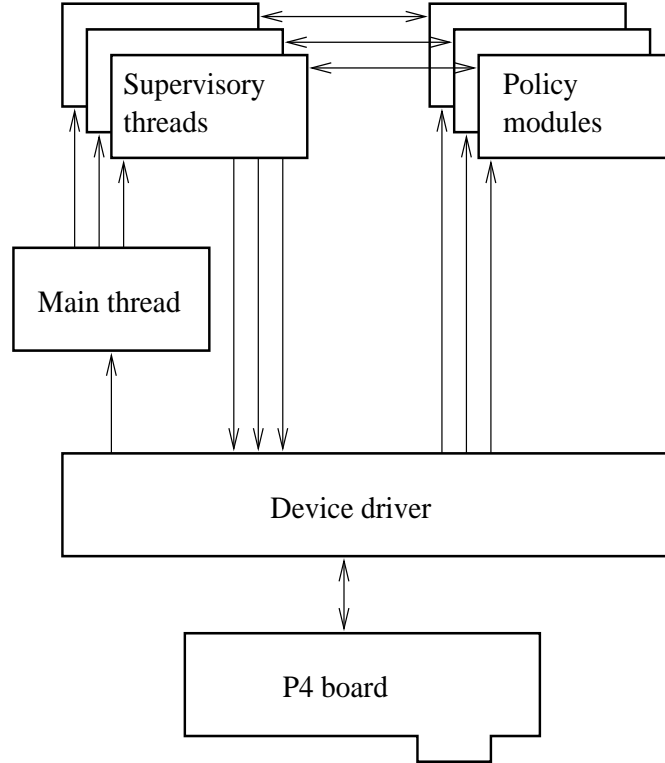 Supervisory
threads
Policy
modules
Main thread
Device driver
P4 board